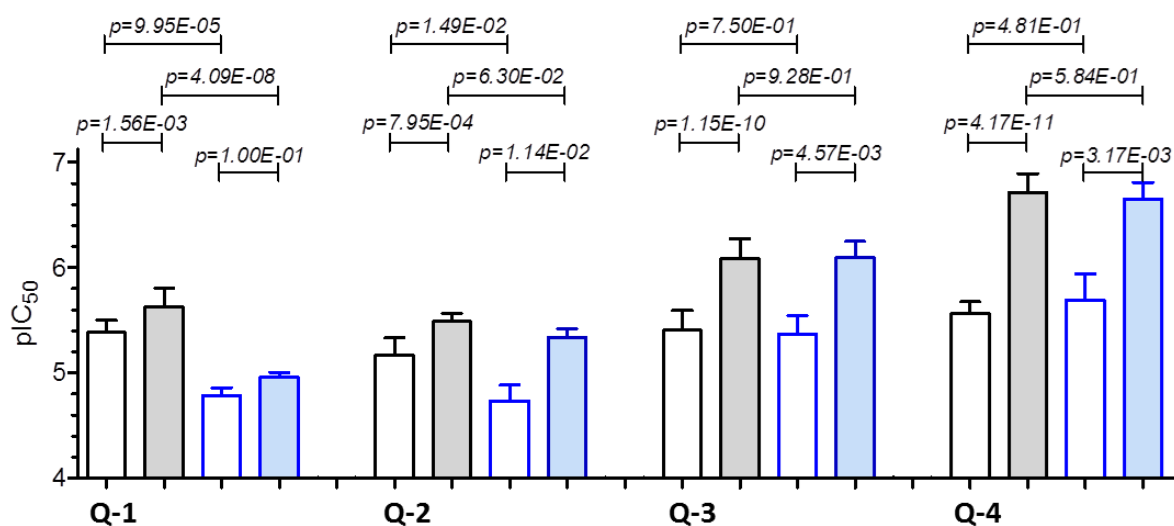 p=9.95E-05 p=1.49E-02 p=7.50E-01 p=4.81E-01
p=4.09E-08 p=6.30E-02 p=9.28E-01 p=5.84E-01
p=1.56E-03 p=7.95E-04 p=1.15E-10 p=4.17E-11
p=1.00E-01 p=1.14E-02 p=4.57E-03 p=3.17E-03
7
6
5
4
pIC50
Q-1 Q-2 Q-3 Q-4